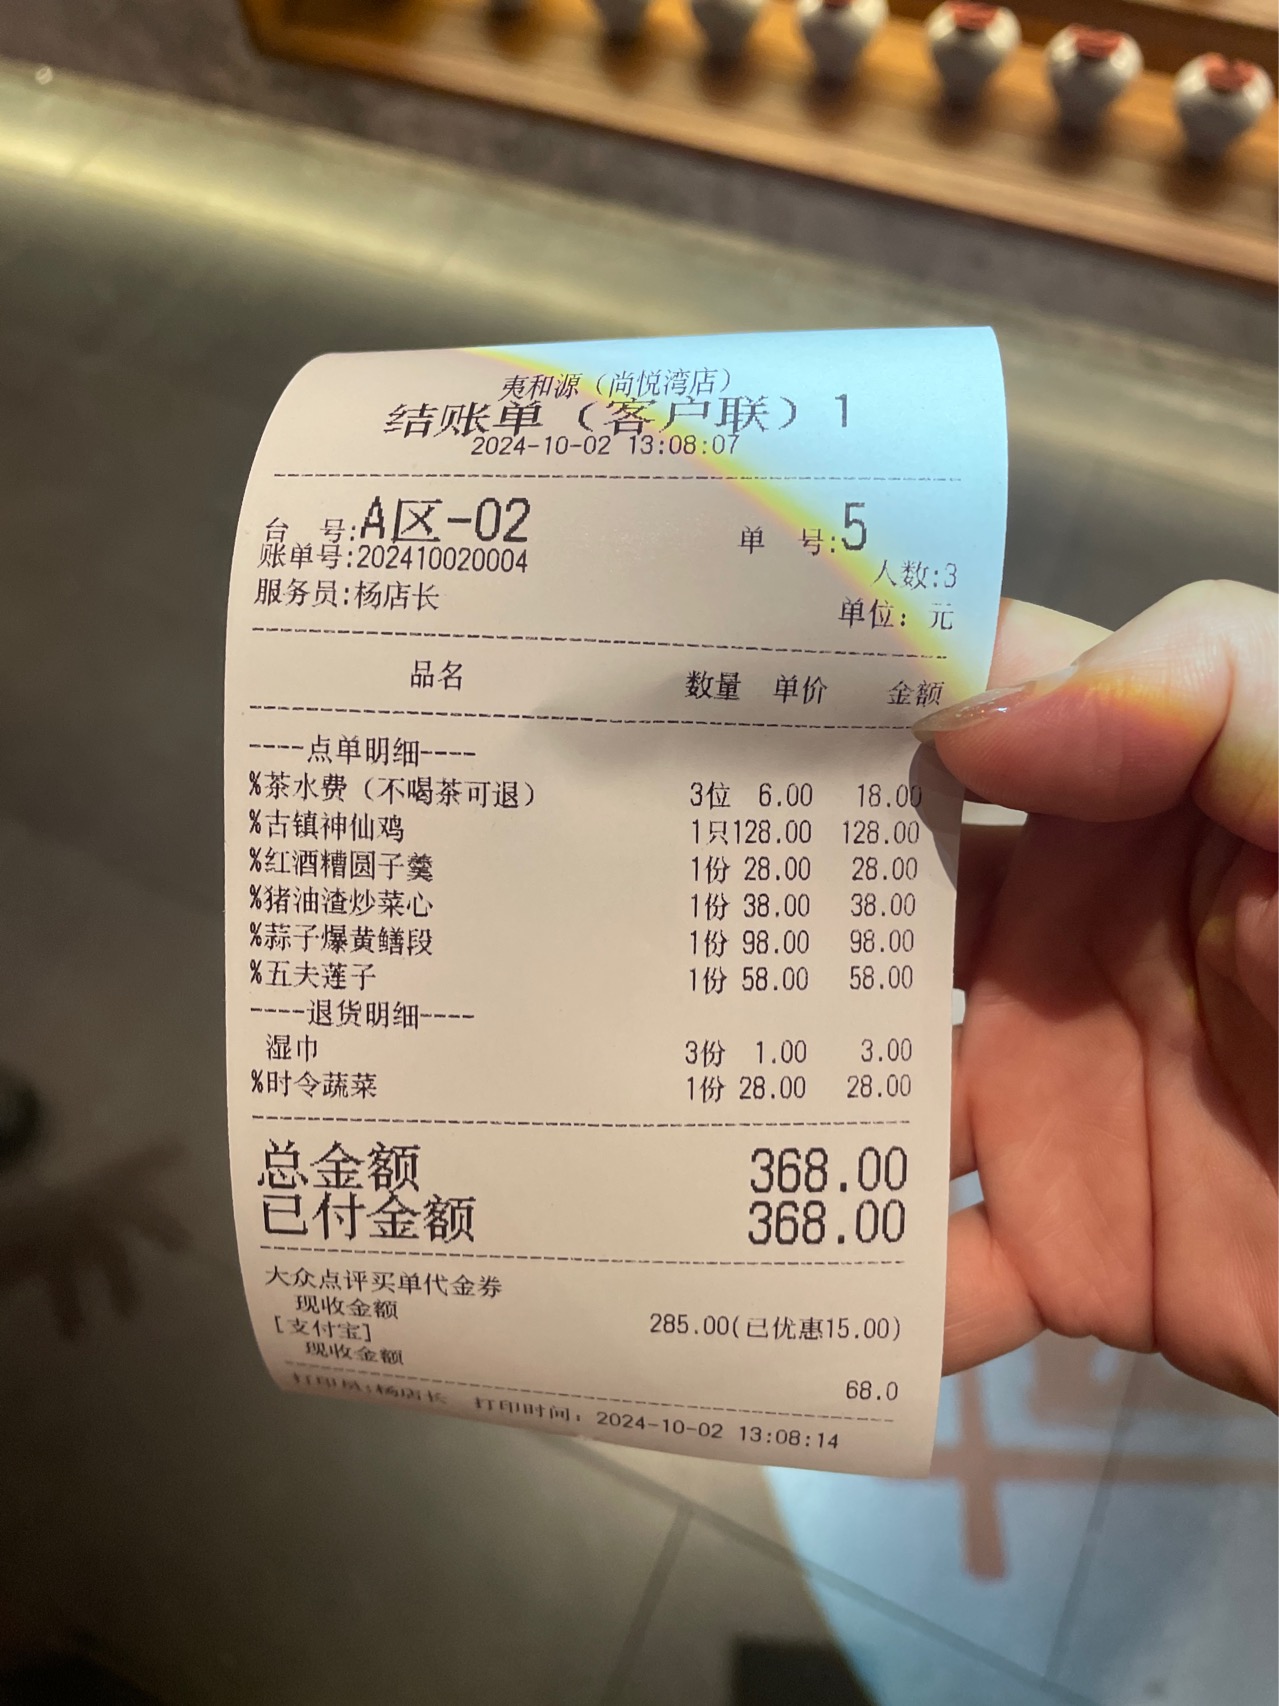 夷和源（尚悦湾店）
结账单（客户联）1
2024-10-02 13:08:07
台 号:A区-02 单 号:5
账单号:202410020004 人数:3
服务员:杨店长 单位: 元
品名 数量 单价 金额
----点单明细----
%茶水费（不喝茶可退） 3位 6.00 18.00
%古镇神仙鸡 1只128.00 128.00
%红酒糟圆子羹 1份 28.00 28.00
%猪油渣炒菜心 1份 38.00 38.00
%蒜子爆黄鳝段 1份 98.00 98.00
%五夫莲子 1份 58.00 58.00
----退货明细----
湿巾 3份 1.00 3.00
%时令蔬菜 1份 28.00 28.00
总金额 368.00
已付金额 368.00
大众点评买单代金券
现收金额 285.00(已优惠15.00)
[支付宝]
现收金额 68.0
打印员:杨店长 打印时间: 2024-10-02 13:08:14